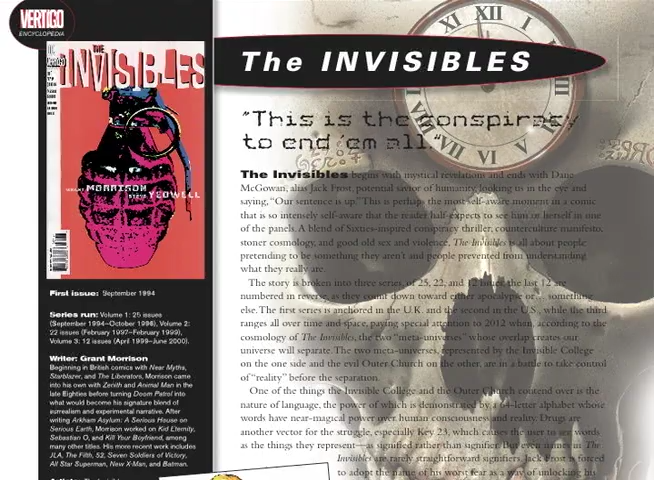 VERTIGO
ENCYCLOPEDIA
THE
INVISIBLES
MORRISON
STEVE YEOWELL
First issue: September 1994
Series run: Volume 1: 25 issues
(September 1994–October 1996), Volume 2:
22 issues (February 1997–February 1999),
Volume 3: 12 issues (April 1999–June 2000).
Writer: Grant Morrison
Beginning in British comics with Near Myths,
Starblazer, and The Liberators, Morrison came
into his own with Zenith and Animal Man in the
late Eighties before turning Doom Patrol into
what would become his signature blend of
surrealism and experimental narrative. After
writing Arkham Asylum: A Serious House on
Serious Earth, Morrison worked on Kid Eternity,
Sebastian O, and Kill Your Boyfriend, among
many other titles. His more recent work includes
JLA, The Filth, 52, Seven Soldiers of Victory,
All Star Superman, New X-Man, and Batman.
The INVISIBLES
XI XII I
III
VII VI V
"This is the conspiracy
to end 'em all."
The Invisibles begins with mystical revelations and ends with Dane
McGowan, alias Jack Frost, potential savior of humanity, looking us in the eye and
saying, "Our sentence is up." This is perhaps the most self-aware moment in a comic
that is so intensely self-aware that the reader half-expects to see him or herself in one
of the panels. A blend of Sixties-inspired conspiracy thriller, counterculture manifesto,
stoner cosmology, and good old sex and violence, The Invisibles is all about people
pretending to be something they aren't and people prevented from understanding
what they really are.
The story is broken into three series, of 25, 22, and 12 issues, the last 12 are
numbered in reverse, as they count down toward either apocalypse or... something
else. The first series is anchored in the U.K. and the second in the U.S., while the third
ranges all over time and space, paying special attention to 2012 when, according to the
cosmology of The Invisibles, the two "meta-universes" whose overlap creates our
universe will separate. The two meta-universes, represented by the Invisible College
on the one side and the evil Outer Church on the other, are in a battle to take control
of "reality" before the separation.
One of the things the Invisible College and the Outer Church contend over is the
nature of language, the power of which is demonstrated by a 64-letter alphabet whose
words have near-magical power over human consciousness and reality. Drugs are
another vector for the struggle, especially Key 23, which causes the user to see words
as the things they represent—as signified rather than signifier. But even names in The
Invisibles are rarely straightforward signifiers. Jack Frost is forced
to adopt the name of his worst fear as a way of unlocking his